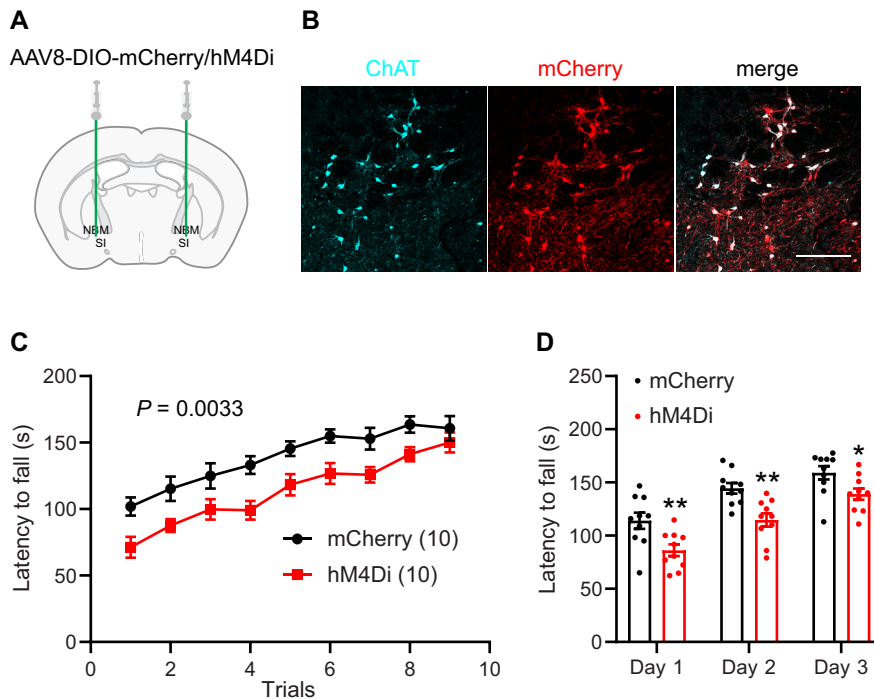 A
AAV8-DIO-mCherry/hM4Di
NBM
SI
NBM
SI
B
ChAT
mCherry
merge
C
Latency to fall (s)
200
150
100
50
0
P = 0.0033
mCherry (10)
hM4Di (10)
0
2
4
6
8
10
Trials
D
Latency to fall (s)
250
200
150
100
50
0
mCherry
hM4Di
**
**
*
Day 1
Day 2
Day 3